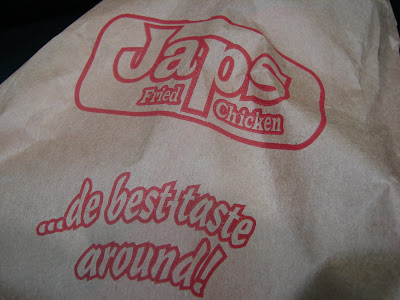 Japs
Fried Chicken
...de best taste
around!